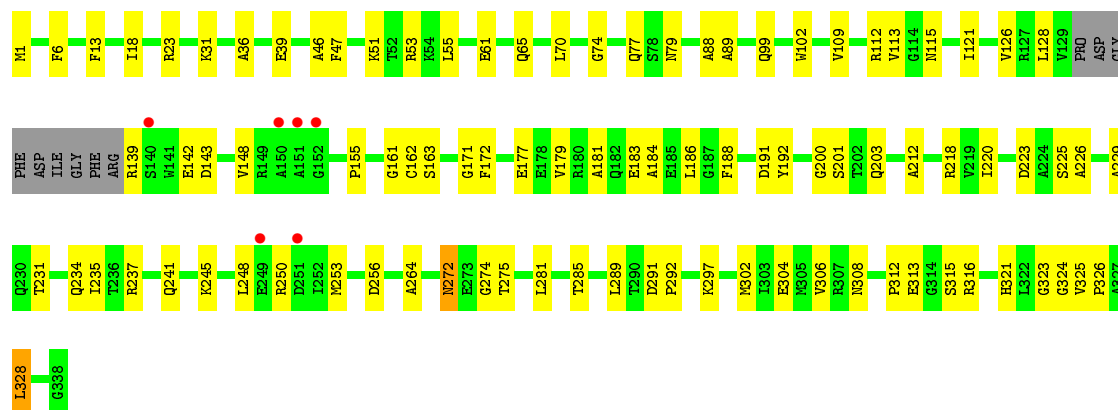 M1 F6 F13 I18 R23 K31 A36 E39 A46 F47 K51 T52 R53 K54 L55 E61 Q65 L70 G74 Q77 S78 N79 A88 A89 Q99 W102 V109 R112 V113 G114 N115 I121 V126 R127 L128 V129 PRO ASP GLY
PHE ASP ILE GLY PHE ARG R139 S140 W141 E142 D143 V148 R149 A150 A151 G152 P155 G161 C162 S163 G171 F172 E177 E178 V179 R180 A181 Q182 E183 A184 E185 L186 G187 F188 D191 Y192 G200 S201 T202 Q203 A212 R218 V219 I220 D223 A224 S225 A226 A229
Q230 T231 Q234 I235 T236 R237 Q241 K245 L248 E249 R250 D251 I252 M253 D256 A264 N272 E273 G274 T275 L281 T285 L289 T290 D291 P292 K297 M302 I303 E304 M305 V306 R307 N308 P312 E313 G314 S315 R316 H321 L322 G323 G324 V325 P326 A327
L328 G338